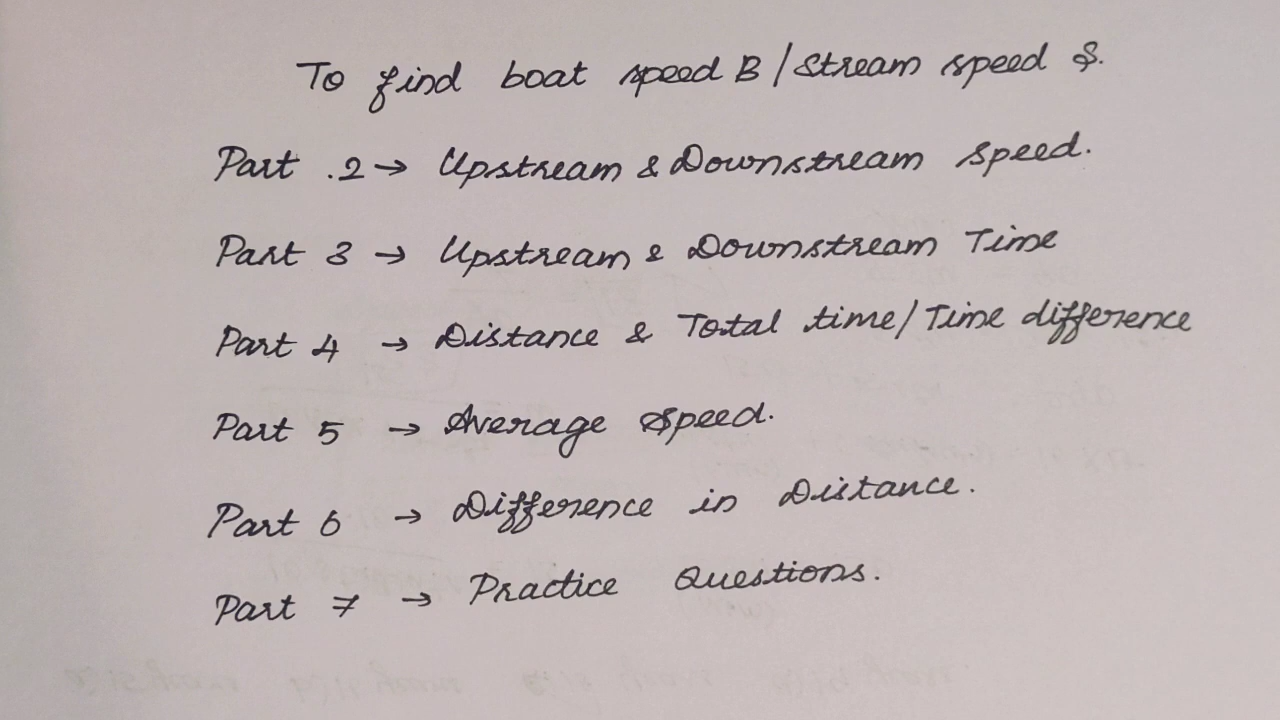 To find boat speed B / Stream speed S.
Part .2 → Upstream & Downstream speed.
Part 3 → Upstream & Downstream Time
Part 4 → Distance & Total time / Time difference
Part 5 → Average Speed.
Part 6 → Difference in Distance.
Part 7 → Practice Questions.